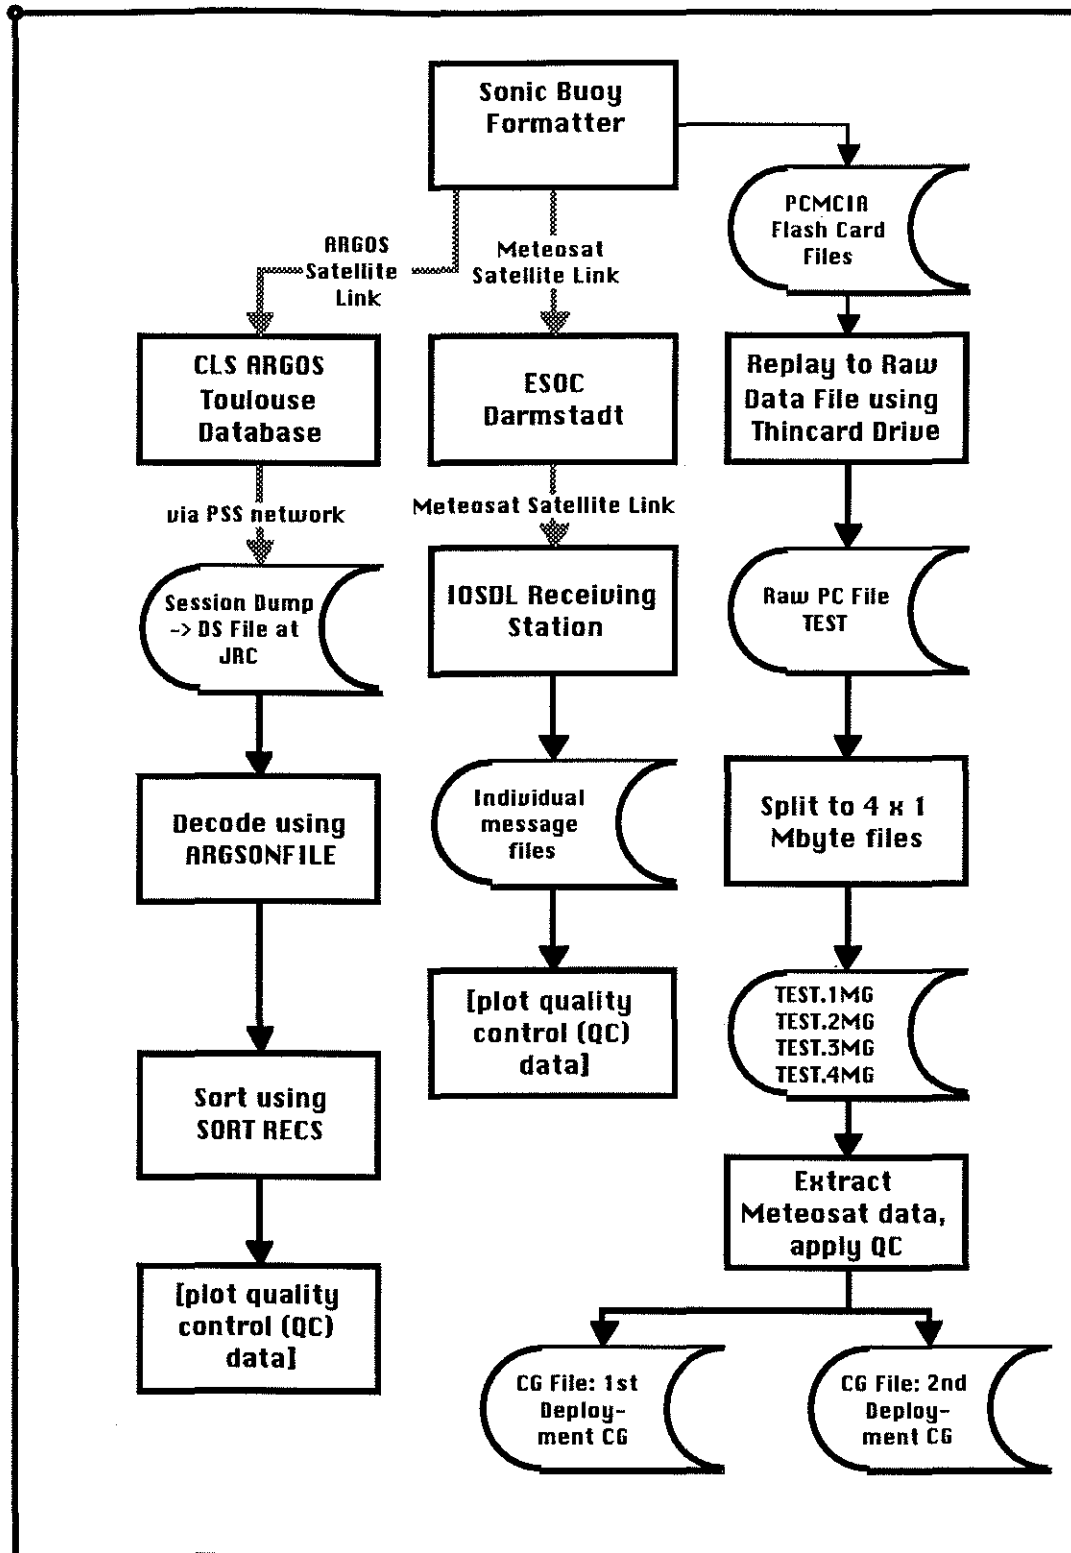 Sonic Buoy
Formatter
PCMCIA
Flash Card
Files
ARGOS
Satellite
Link
Meteosat
Satellite Link
CLS ARGOS
Toulouse
Database
ESOC
Darmstadt
Replay to Raw
Data File using
Thincard Drive
via PSS network
Meteosat Satellite Link
Session Dump
-> DS File at
JRC
IOSDL Receiving
Station
Raw PC File
TEST
Decode using
ARGSONFILE
Individual
message
files
Split to 4 x 1
Mbyte files
[plot quality
control (QC)
data]
TEST.1MG
TEST.2MG
TEST.3MG
TEST.4MG
Sort using
SORT RECS
Extract
Meteosat data,
apply QC
[plot quality
control (QC)
data]
CG File: 1st
Deploy-
ment CG
CG File: 2nd
Deploy-
ment CG